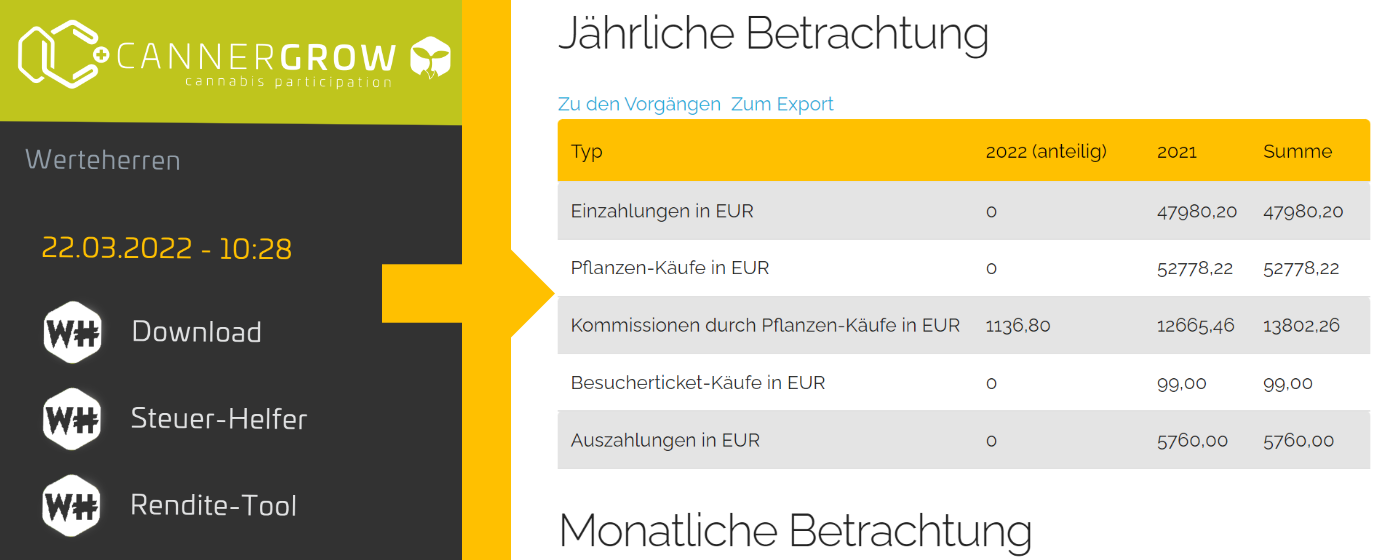 CANNERGROW
cannabis participation
Werteherren
22.03.2022 - 10:28
WH Download
WH Steuer-Helfer
WH Rendite-Tool
Jährliche Betrachtung
Zu den Vorgängen Zum Export
Typ 2022 (anteilig) 2021 Summe
Einzahlungen in EUR 0 47980,20 47980,20
Pflanzen-Käufe in EUR 0 52778,22 52778,22
Kommissionen durch Pflanzen-Käufe in EUR 1136,80 12665,46 13802,26
Besucherticket-Käufe in EUR 0 99,00 99,00
Auszahlungen in EUR 0 5760,00 5760,00
Monatliche Betrachtung